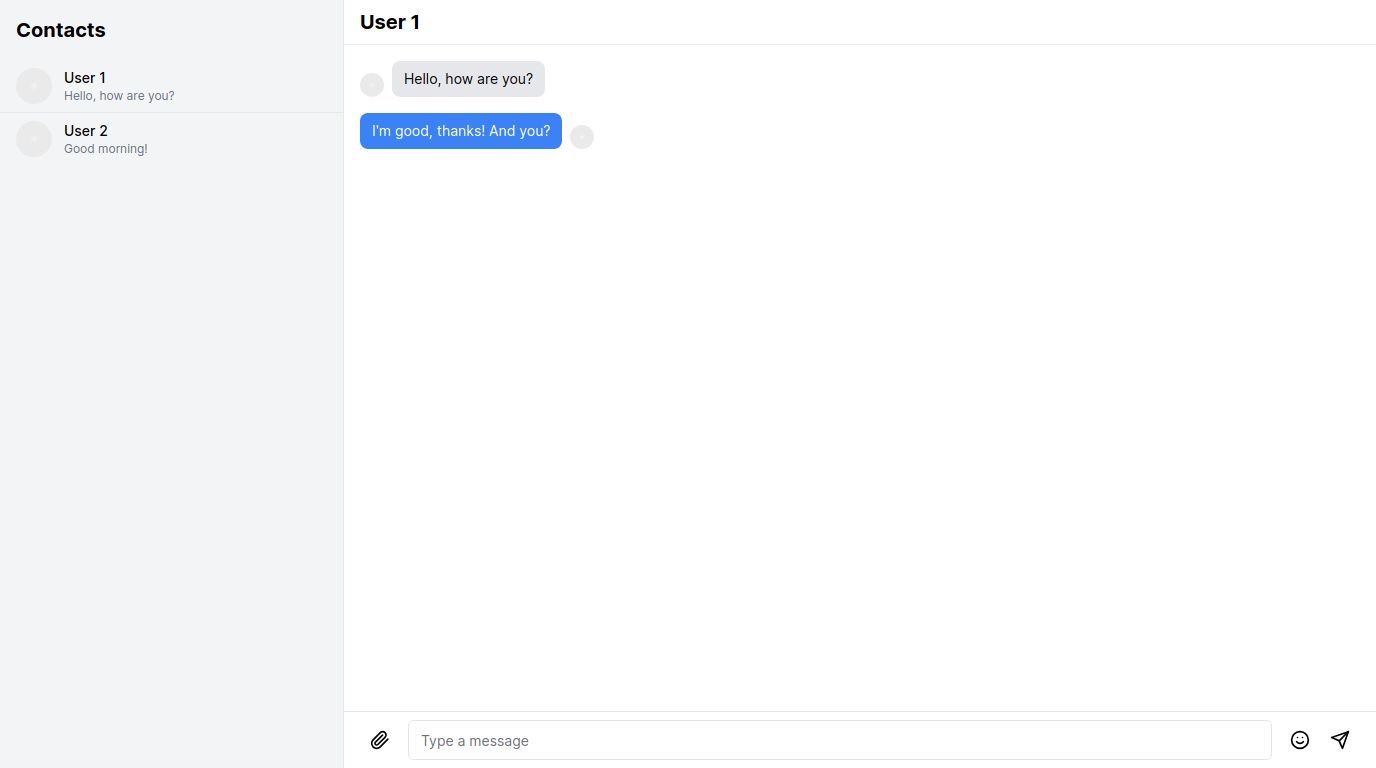 Contacts
User 1
Hello, how are you?
User 2
Good morning!
User 1
Hello, how are you?
I'm good, thanks! And you?
Type a message